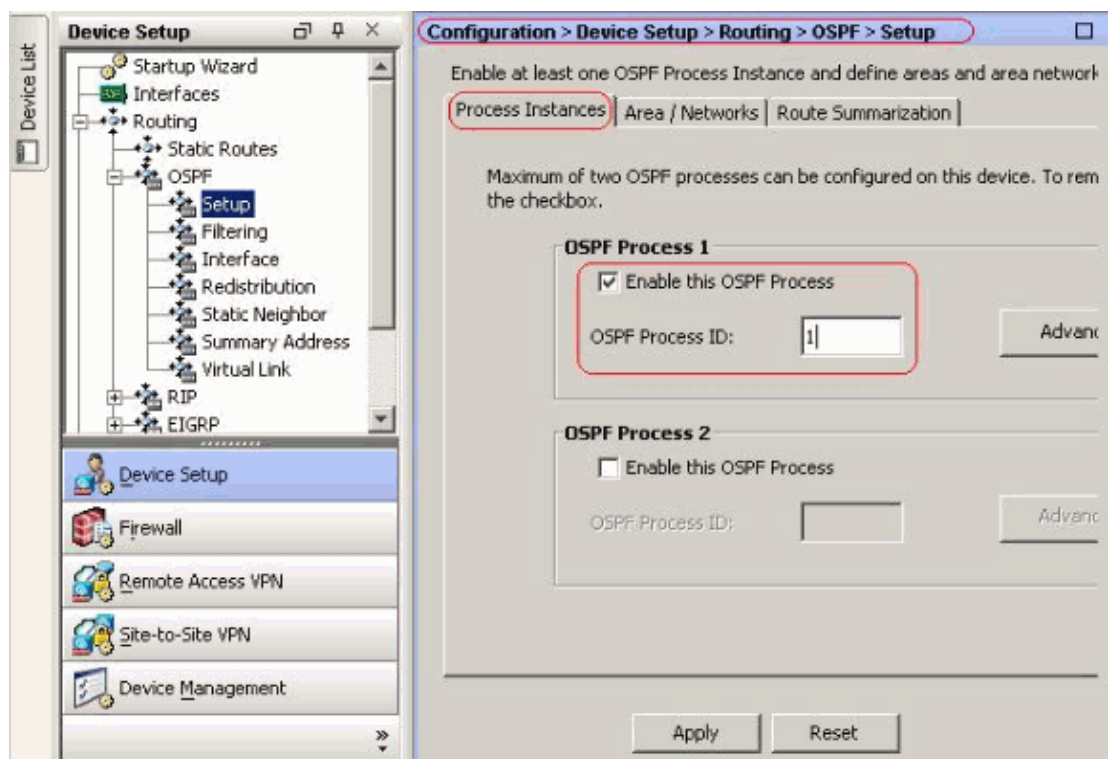 Device List
Device Setup
Startup Wizard
Interfaces
Routing
Static Routes
OSPF
Setup
Filtering
Interface
Redistribution
Static Neighbor
Summary Address
Virtual Link
RIP
EIGRP
Device Setup
Firewall
Remote Access VPN
Site-to-Site VPN
Device Management
Configuration > Device Setup > Routing > OSPF > Setup
Enable at least one OSPF Process Instance and define areas and area network
Process Instances
Area / Networks
Route Summarization
Maximum of two OSPF processes can be configured on this device. To rem
the checkbox.
OSPF Process 1
Enable this OSPF Process
OSPF Process ID: 1
Advanc
OSPF Process 2
Enable this OSPF Process
OSPF Process ID:
Advanc
Apply
Reset